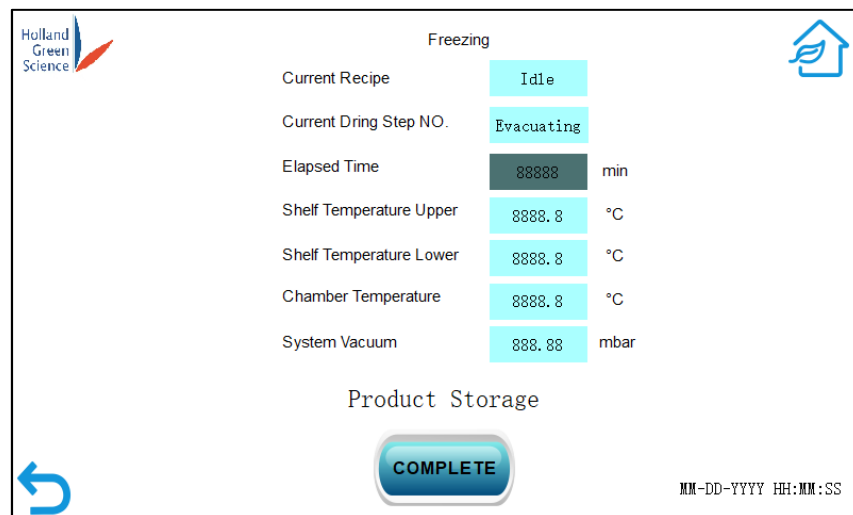 Holland
Green
Science
Freezing
Current Recipe Idle
Current Dring Step NO. Evacuating
Elapsed Time 88888 min
Shelf Temperature Upper 8888.8 °C
Shelf Temperature Lower 8888.8 °C
Chamber Temperature 8888.8 °C
System Vacuum 888.88 mbar
Product Storage
COMPLETE
MM-DD-YYYY HH:MM:SS